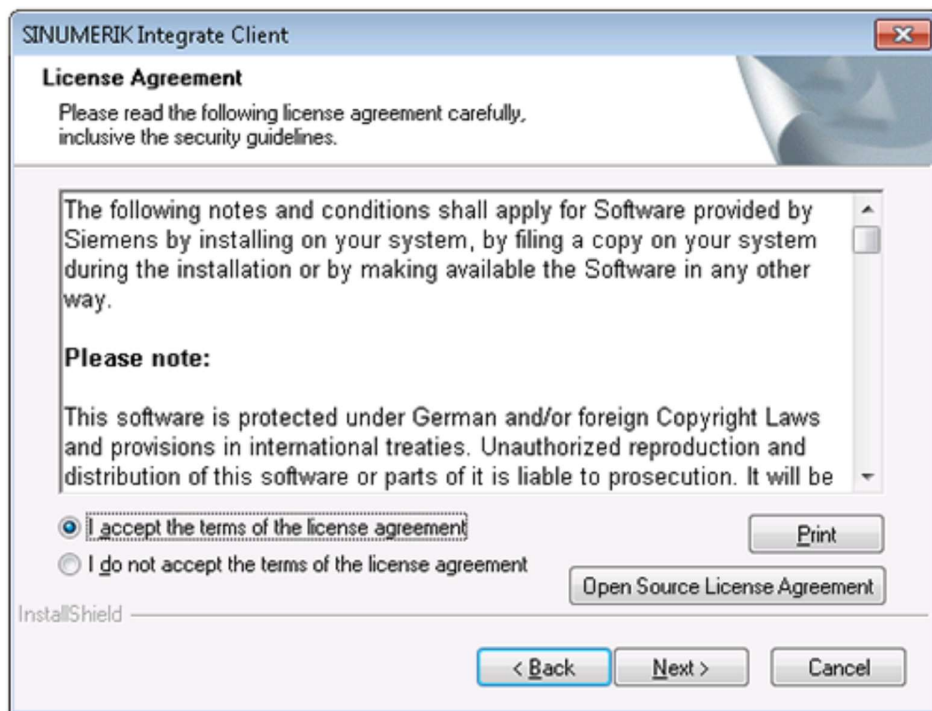 SINUMERIK Integrate Client
License Agreement
Please read the following license agreement carefully,
inclusive the security guidelines.
The following notes and conditions shall apply for Software provided by
Siemens by installing on your system, by filing a copy on your system
during the installation or by making available the Software in any other
way.
Please note:
This software is protected under German and/or foreign Copyright Laws
and provisions in international treaties. Unauthorized reproduction and
distribution of this software or parts of it is liable to prosecution. It will be
I accept the terms of the license agreement
Print
I do not accept the terms of the license agreement
Open Source License Agreement
InstallShield
< Back
Next >
Cancel